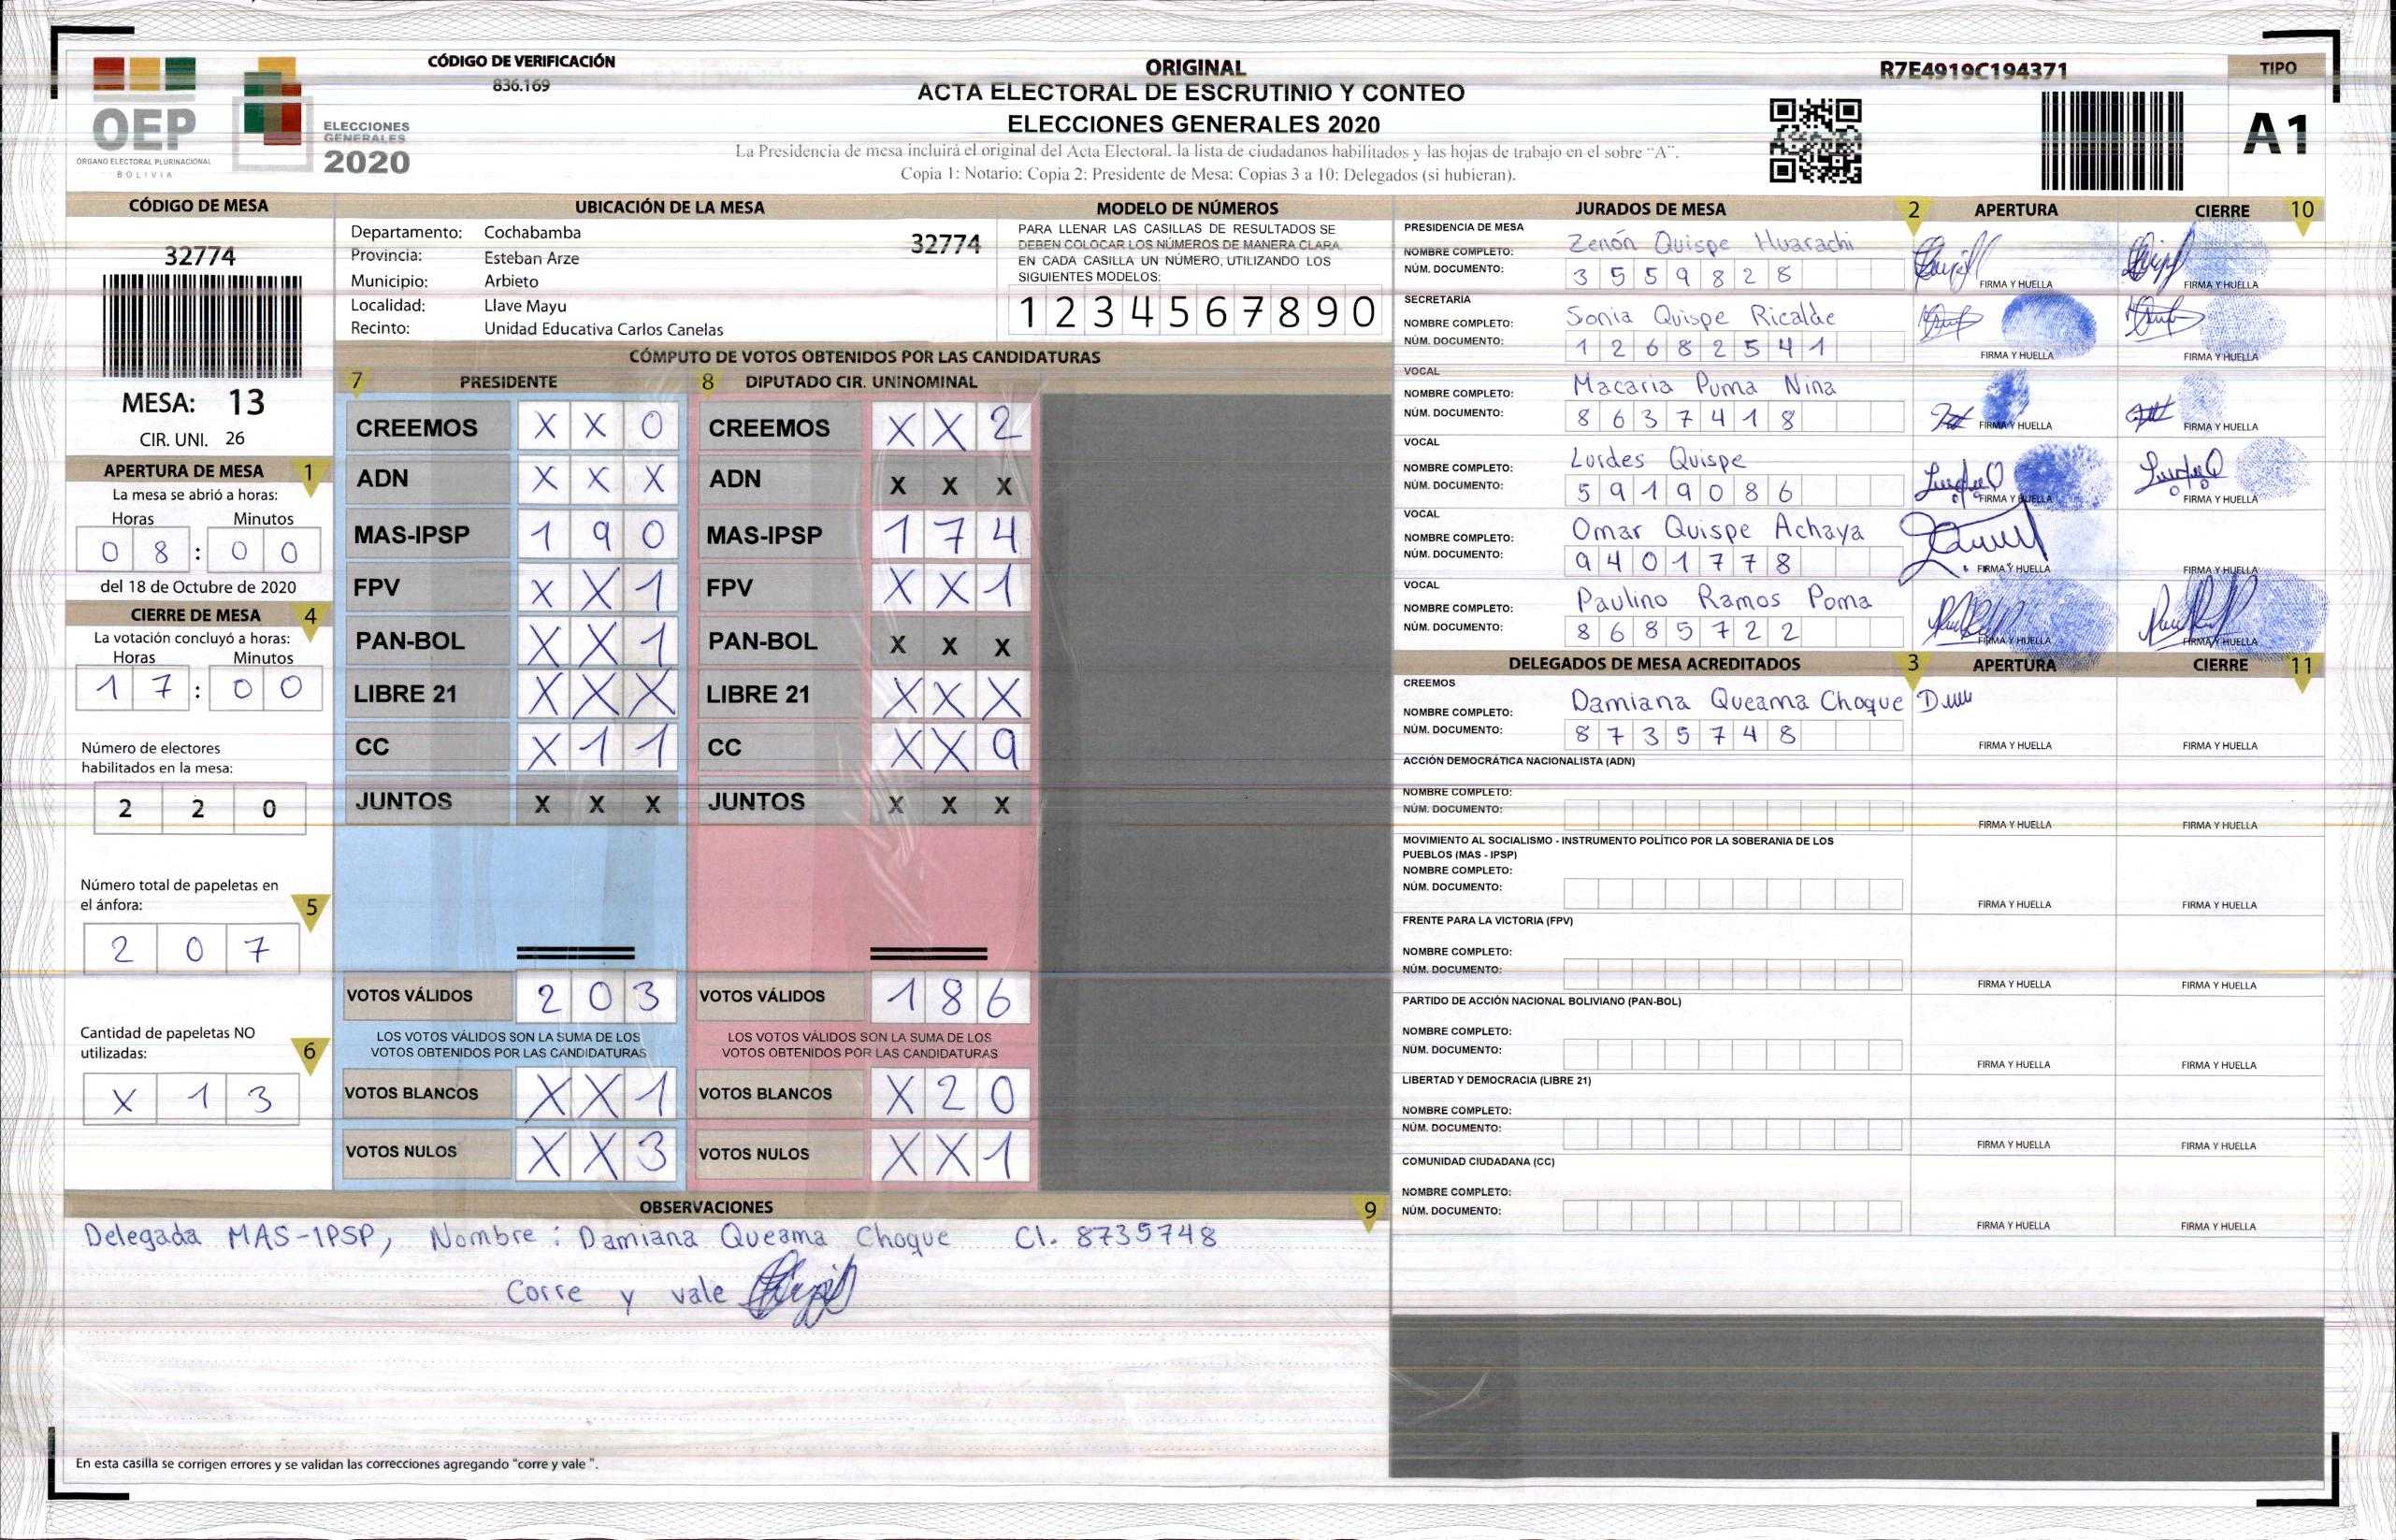 CÓDIGO DE VERIFICACIÓN
836.169
ORIGINAL
ACTA ELECTORAL DE ESCRUTINIO Y CONTEO
ELECCIONES GENERALES 2020
La Presidencia de mesa incluirá el original del Acta Electoral, la lista de ciudadanos habilitados y las hojas de trabajo en el sobre "A".
Copia 1: Notario: Copia 2: Presidente de Mesa: Copias 3 a 10: Delegados (si hubieran).
R7E4919C194371
TIPO
A1
OEP
ÓRGANO ELECTORAL PLURINACIONAL
BOLIVIA
ELECCIONES
GENERALES
2020
CÓDIGO DE MESA
32774
MESA: 13
CIR. UNI. 26
APERTURA DE MESA 1
La mesa se abrió a horas:
Horas Minutos
0 8 : 0 0
del 18 de Octubre de 2020
CIERRE DE MESA 4
La votación concluyó a horas:
Horas Minutos
1 7 : 0 0
Número de electores
habilitados en la mesa:
2 2 0
Número total de papeletas en
el ánfora: 5
2 0 7
Cantidad de papeletas NO
utilizadas: 6
X 1 3
UBICACIÓN DE LA MESA
Departamento: Cochabamba 32774
Provincia: Esteban Arze
Municipio: Arbieto
Localidad: Llave Mayu
Recinto: Unidad Educativa Carlos Canelas
MODELO DE NÚMEROS
PARA LLENAR LAS CASILLAS DE RESULTADOS SE
DEBEN COLOCAR LOS NÚMEROS DE MANERA CLARA
EN CADA CASILLA UN NÚMERO, UTILIZANDO LOS
SIGUIENTES MODELOS:
1 2 3 4 5 6 7 8 9 0
CÓMPUTO DE VOTOS OBTENIDOS POR LAS CANDIDATURAS
7 PRESIDENTE 8 DIPUTADO CIR. UNINOMINAL
CREEMOS X X 0 CREEMOS X X 2
ADN X X X ADN X X X
MAS-IPSP 1 9 0 MAS-IPSP 1 7 4
FPV X X 1 FPV X X 1
PAN-BOL X X 1 PAN-BOL X X X
LIBRE 21 X X X LIBRE 21 X X X
CC X 1 1 CC X X 9
JUNTOS X X X JUNTOS X X X
VOTOS VÁLIDOS 2 0 3 VOTOS VÁLIDOS 1 8 6
LOS VOTOS VÁLIDOS SON LA SUMA DE LOS LOS VOTOS VÁLIDOS SON LA SUMA DE LOS
VOTOS OBTENIDOS POR LAS CANDIDATURAS VOTOS OBTENIDOS POR LAS CANDIDATURAS
VOTOS BLANCOS X X 1 VOTOS BLANCOS X 2 0
VOTOS NULOS X X 3 VOTOS NULOS X X 1
OBSERVACIONES 9
Delegada MAS-IPSP, Nombre : Damiana Queama Choque CI. 8735748
Corre y vale
En esta casilla se corrigen errores y se validan las correcciones agregando "corre y vale ".
JURADOS DE MESA 2 APERTURA CIERRE 10
PRESIDENCIA DE MESA
NOMBRE COMPLETO: Zenón Quispe Huarachi
NÚM. DOCUMENTO: 3 5 5 9 8 2 8 FIRMA Y HUELLA FIRMA Y HUELLA
SECRETARIA
NOMBRE COMPLETO: Sonia Quispe Ricalde
NÚM. DOCUMENTO: 1 2 6 8 2 5 4 1 FIRMA Y HUELLA FIRMA Y HUELLA
VOCAL
NOMBRE COMPLETO: Macaria Puma Nina
NÚM. DOCUMENTO: 8 6 3 7 4 1 8 FIRMA Y HUELLA FIRMA Y HUELLA
VOCAL
NOMBRE COMPLETO: Lurdes Quispe
NÚM. DOCUMENTO: 5 9 1 9 0 8 6 FIRMA Y HUELLA FIRMA Y HUELLA
VOCAL
NOMBRE COMPLETO: Omar Quispe Achaya
NÚM. DOCUMENTO: 9 4 0 1 7 7 8 FIRMA Y HUELLA FIRMA Y HUELLA
VOCAL
NOMBRE COMPLETO: Paulino Ramos Poma
NÚM. DOCUMENTO: 8 6 8 5 7 2 2 FIRMA Y HUELLA FIRMA Y HUELLA
DELEGADOS DE MESA ACREDITADOS 3 APERTURA CIERRE 11
CREEMOS
NOMBRE COMPLETO: Damiana Queama Choque
NÚM. DOCUMENTO: 8 7 3 5 7 4 8 FIRMA Y HUELLA FIRMA Y HUELLA
ACCIÓN DEMOCRÁTICA NACIONALISTA (ADN)
NOMBRE COMPLETO:
NÚM. DOCUMENTO: FIRMA Y HUELLA FIRMA Y HUELLA
MOVIMIENTO AL SOCIALISMO - INSTRUMENTO POLÍTICO POR LA SOBERANIA DE LOS
PUEBLOS (MAS - IPSP)
NOMBRE COMPLETO:
NÚM. DOCUMENTO: FIRMA Y HUELLA FIRMA Y HUELLA
FRENTE PARA LA VICTORIA (FPV)
NOMBRE COMPLETO:
NÚM. DOCUMENTO: FIRMA Y HUELLA FIRMA Y HUELLA
PARTIDO DE ACCIÓN NACIONAL BOLIVIANO (PAN-BOL)
NOMBRE COMPLETO:
NÚM. DOCUMENTO: FIRMA Y HUELLA FIRMA Y HUELLA
LIBERTAD Y DEMOCRACIA (LIBRE 21)
NOMBRE COMPLETO:
NÚM. DOCUMENTO: FIRMA Y HUELLA FIRMA Y HUELLA
COMUNIDAD CIUDADANA (CC)
NOMBRE COMPLETO:
NÚM. DOCUMENTO: FIRMA Y HUELLA FIRMA Y HUELLA